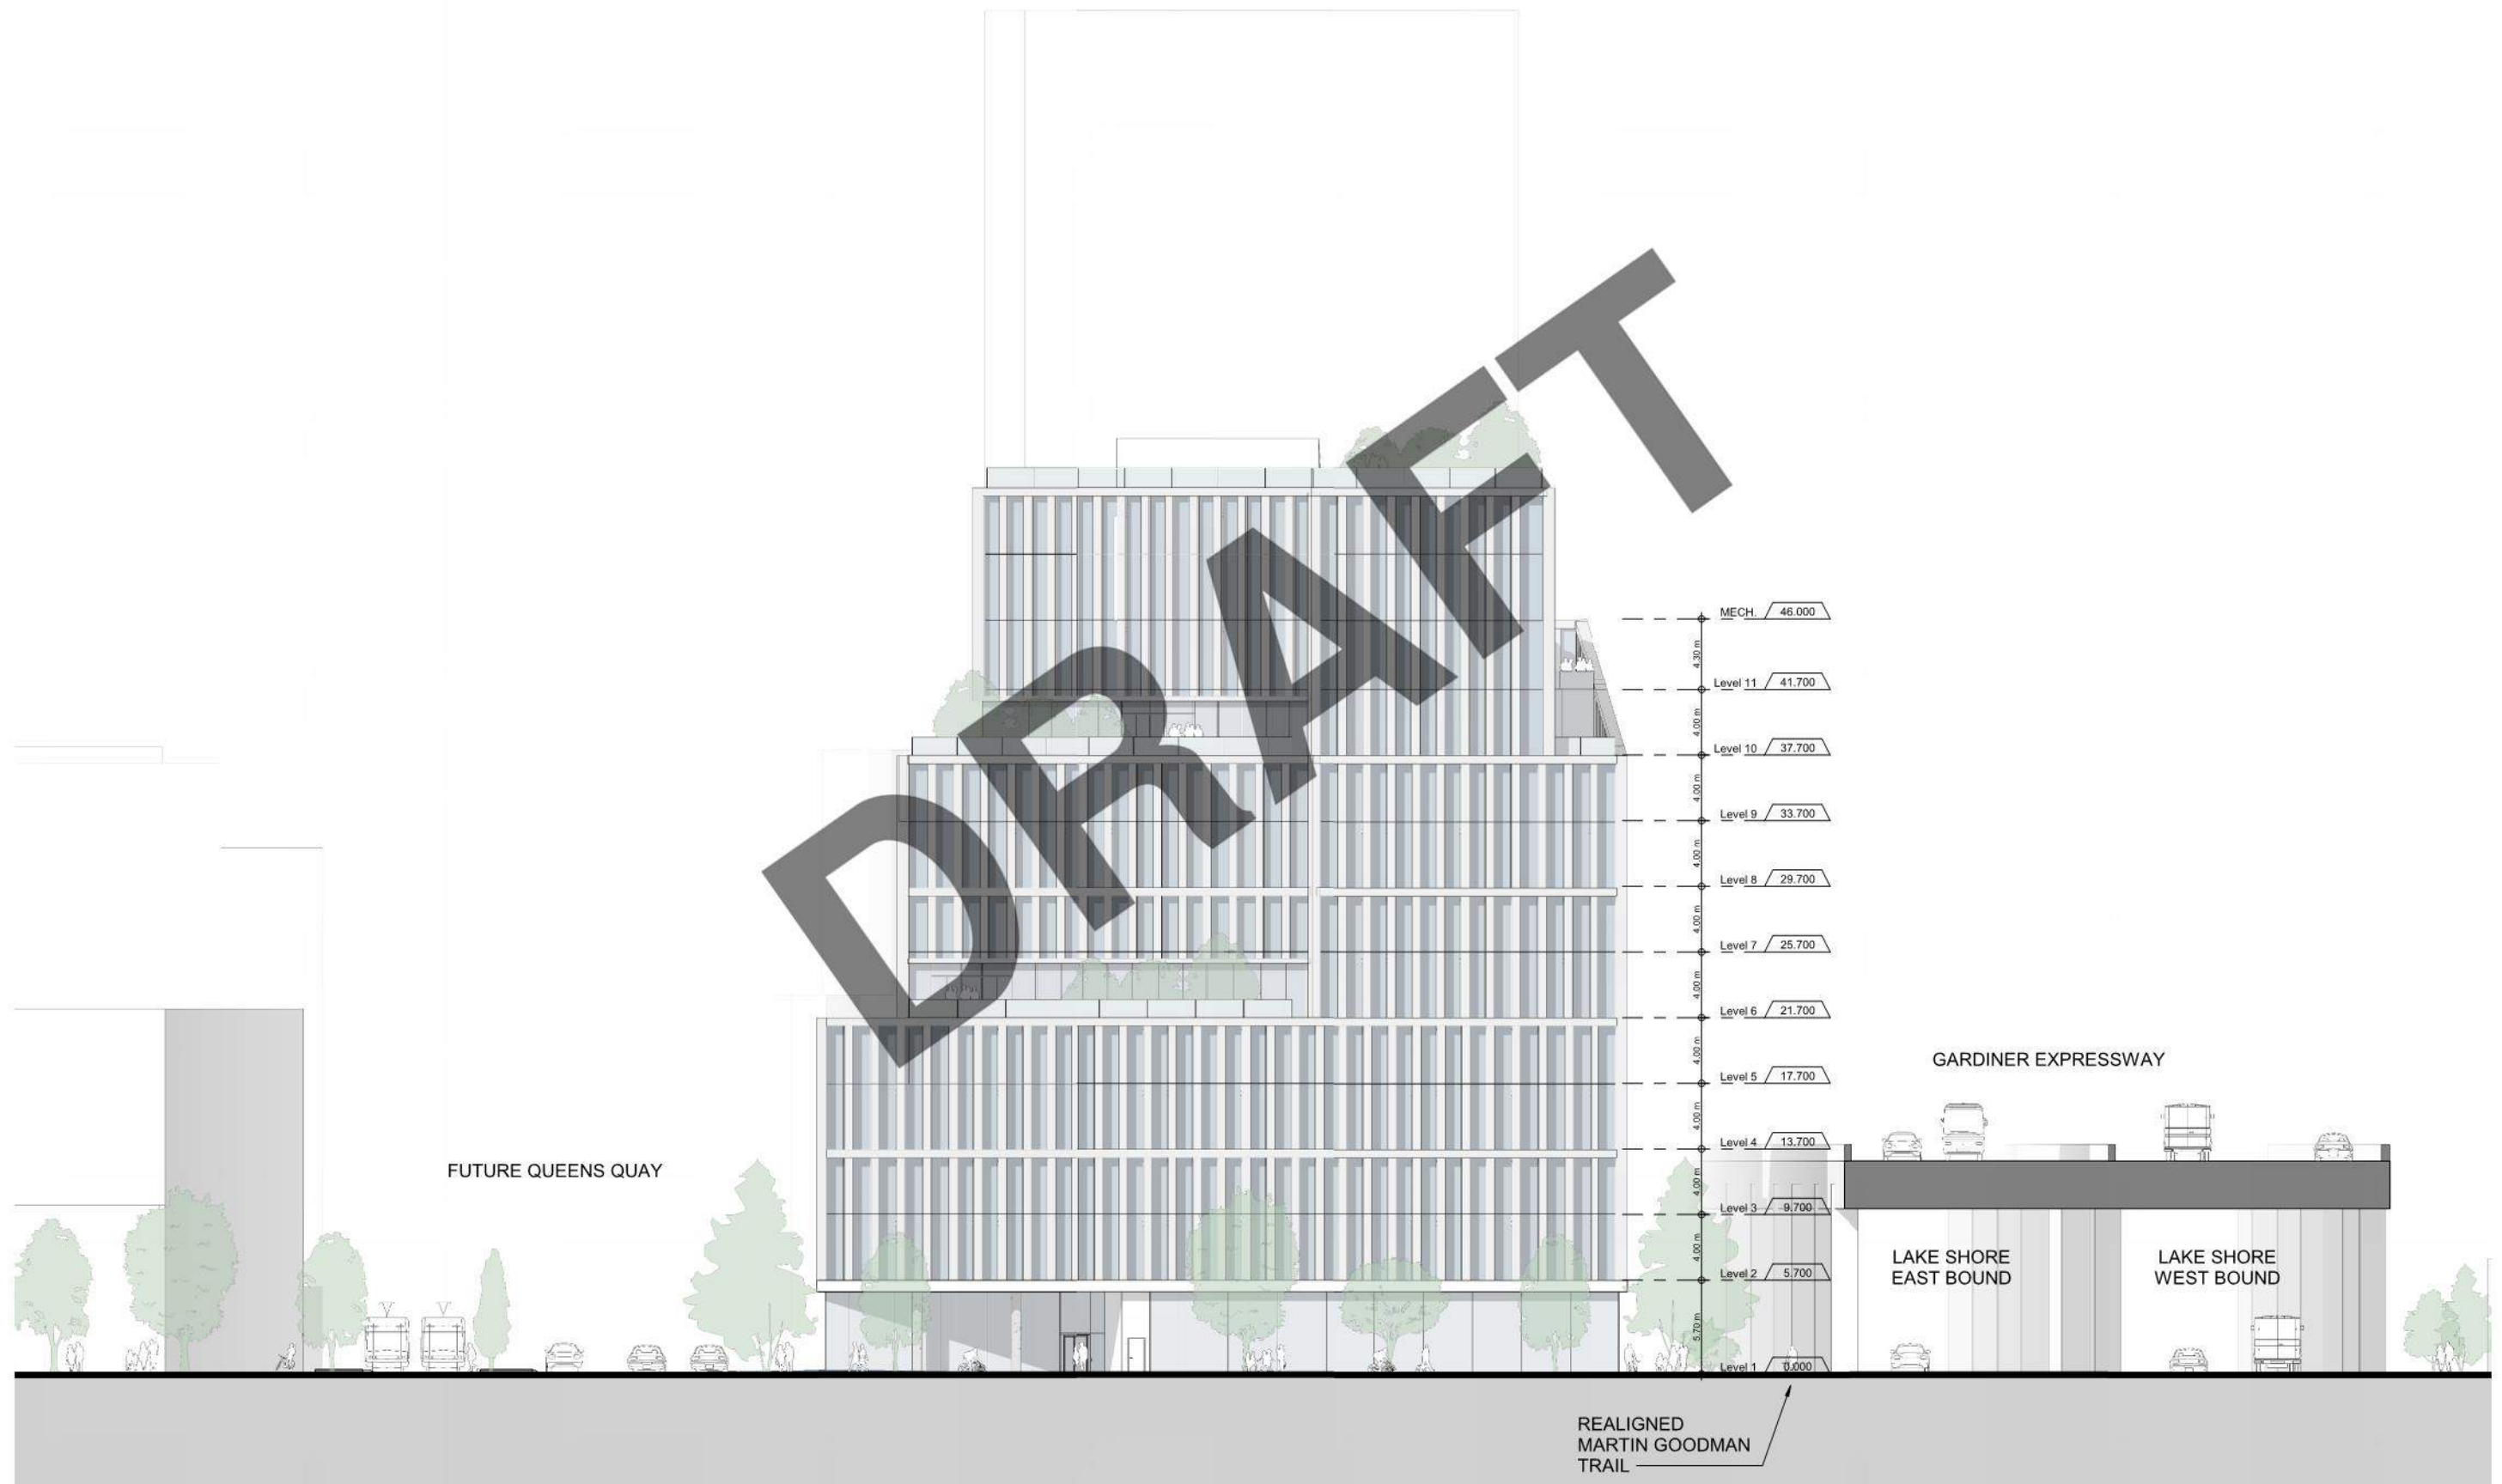 DRAFT
MECH. 46.000
4.30 m
Level 11 41.700
4.00 m
Level 10 37.700
4.00 m
Level 9 33.700
4.00 m
Level 8 29.700
4.00 m
Level 7 25.700
4.00 m
Level 6 21.700
4.00 m
Level 5 17.700
4.00 m
Level 4 13.700
4.00 m
Level 3 9.700
4.00 m
Level 2 5.700
5.70 m
Level 1 0.000
GARDINER EXPRESSWAY
FUTURE QUEENS QUAY
LAKE SHORE
EAST BOUND
LAKE SHORE
WEST BOUND
REALIGNED
MARTIN GOODMAN
TRAIL